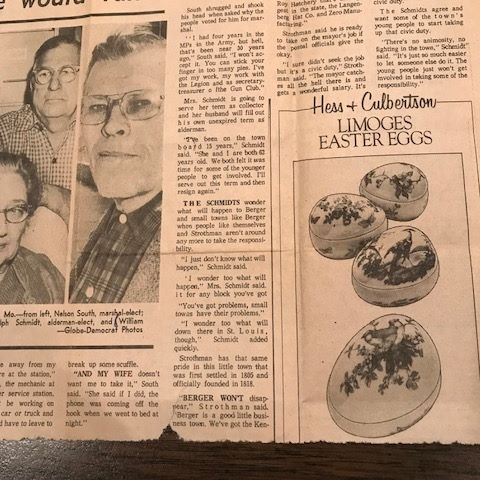 e would ra
Mo.—from left, Nelson South, marshal-elect;
lph Schmidt, alderman-elect, and William
—Globe-Democrat Photos
e away from my
e at the station,"
, the mechanic at
r service station.
t be working on
car or truck and
d have to leave to
break up some scuffle.
"AND MY WIFE doesn't
want me to take it," South
said. "She said if I did, the
phone was coming off the
hook when we went to bed at
night."
South shrugged and shook
his head when asked why the
people voted for him for mar-
shal.
"I had four years in the
MPs in the Army, but hell,
that's been near 30 years
ago," South said, "I won't ac-
cept it. You can stick your
finger in too many pies. I've
got my work, my work with
the Legion and as secretary-
treasurer of the Gun Club."
Mrs. Schmidt is going to
serve her term as collector
and her husband will fill out
his own unexpired term as
alderman.
"I've been on the town
board 15 years," Schmidt
said. "She and I are both 62
years old. We both felt it was
time for some of the younger
people to get involved. I'll
serve out this term and then
resign again."
THE SCHMIDTS wonder
what will happen to Berger
and small towns like Berger
when people like themselves
and Strothman aren't around
any more to take the responsi-
bility.
"I just don't know what will
happen," Schmidt said.
"I wonder too what will
happen," Mrs. Schmidt said.
it for any block you've got
"You've got problems, small
towns have their problems."
"I wonder too what will
down there in St. Louis,
though," Schmidt added
quickly.
Strothman has that same
pride in this little town that
was first settled in 1805 and
officially founded in 1818.
"BERGER WON'T disap-
pear," Strothman said.
"Berger is a good little busi-
ness town. We've got the Ken-
Roy Hatchery
gest in the state, the Langen-
berg Hat Co. and Zero Manu-
facturing."
Strothman said he is ready
to take on the mayor's job if
the postal officials give the
okay.
"I sure didn't seek the job
but it's a civic duty," Stroth-
man said. "The mayor catch-
es all the hell there is and
gets a wonderful salary. It's
civic duty."
The Schmidts agree and
want some of the town's
young people to start taking
up that civic duty.
"There's no animosity, no
fighting in the town," Schmidt
said. "It's just so much easier
to let someone else do it. The
young people just won't get
involved in taking some of the
responsibility."
Hess & Culbertson
LIMOGES
EASTER EGGS